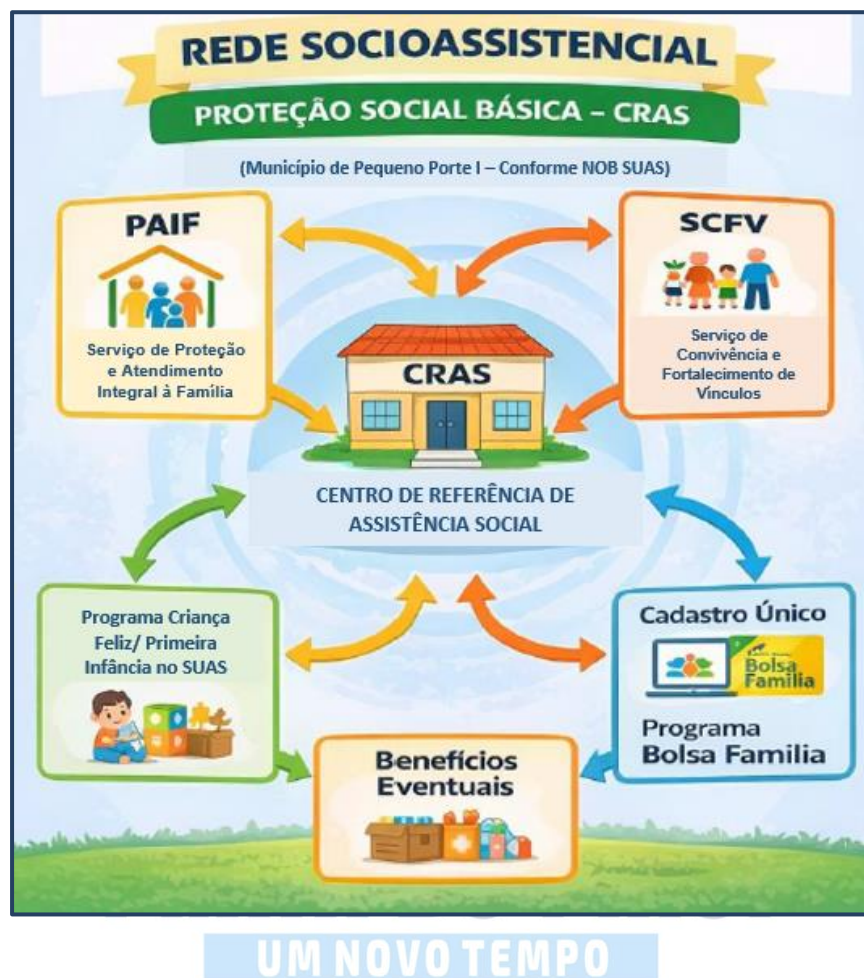 REDE SOCIOASSISTENCIAL
PROTEÇÃO SOCIAL BÁSICA – CRAS
(Município de Pequeno Porte I – Conforme NOB SUAS)
PAIF
Serviço de Proteção
e Atendimento
Integral à Família
SCFV
Serviço de
Convivência e
Fortalecimento de
Vínculos
CRAS
CENTRO DE REFERÊNCIA DE
ASSISTÊNCIA SOCIAL
Programa Criança
Feliz/ Primeira
Infância no SUAS
Cadastro Único
Bolsa
Família
Programa
Bolsa Familia
Benefícios
Eventuais
UM NOVO TEMPO